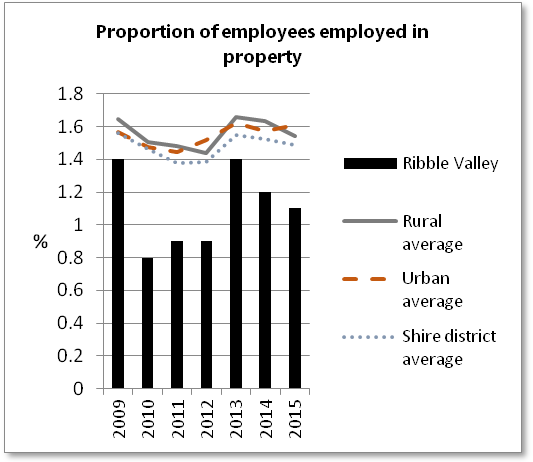 Proportion of employees employed in
property
1.8
1.6
1.4
1.2
1
0.8
0.6
0.4
0.2
0
%
2009
2010
2011
2012
2013
2014
2015
Ribble Valley
Rural
average
Urban
average
Shire district
average